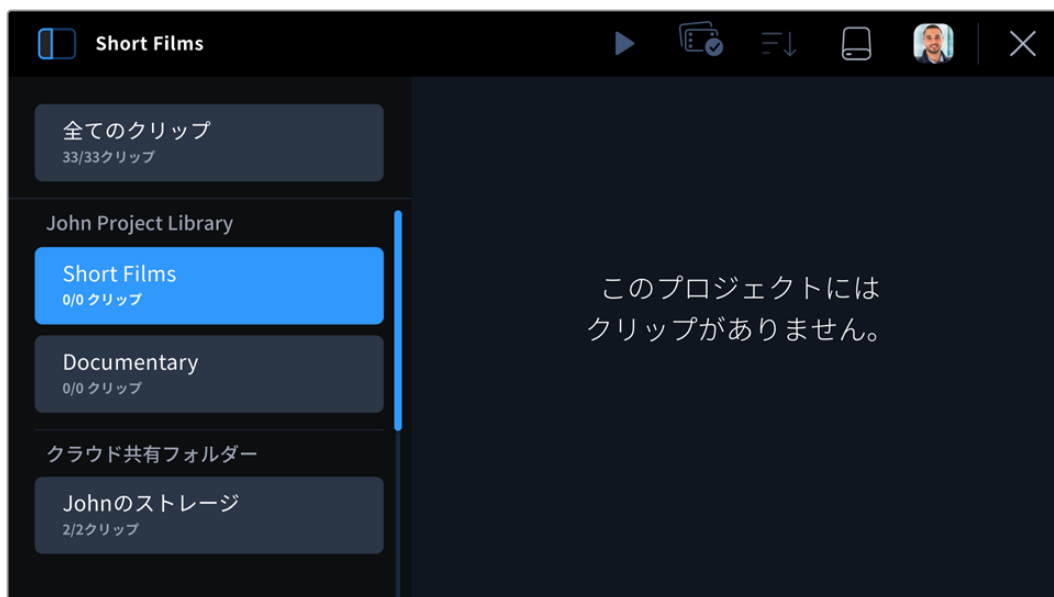 Short Films
全てのクリップ
33/33クリップ
John Project Library
Short Films
0/0 クリップ
Documentary
0/0 クリップ
クラウド共有フォルダー
Johnのストレージ
2/2クリップ
このプロジェクトには
クリップがありません。